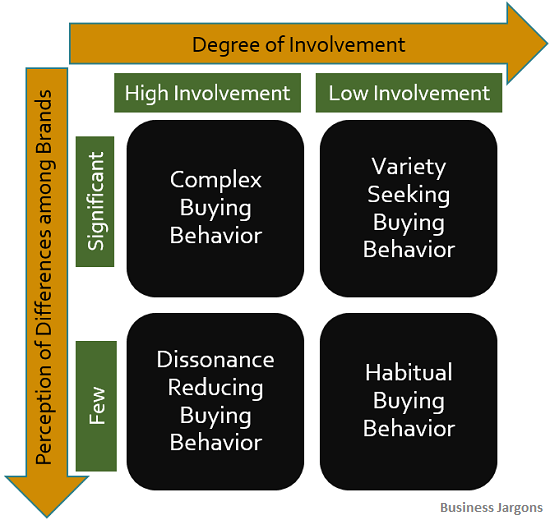 Degree of Involvement
High Involvement
Low Involvement
Perception of Differences among Brands
Significant
Complex
Buying
Behavior
Variety
Seeking
Buying
Behavior
Few
Dissonance
Reducing
Buying
Behavior
Habitual
Buying
Behavior
Business Jargons